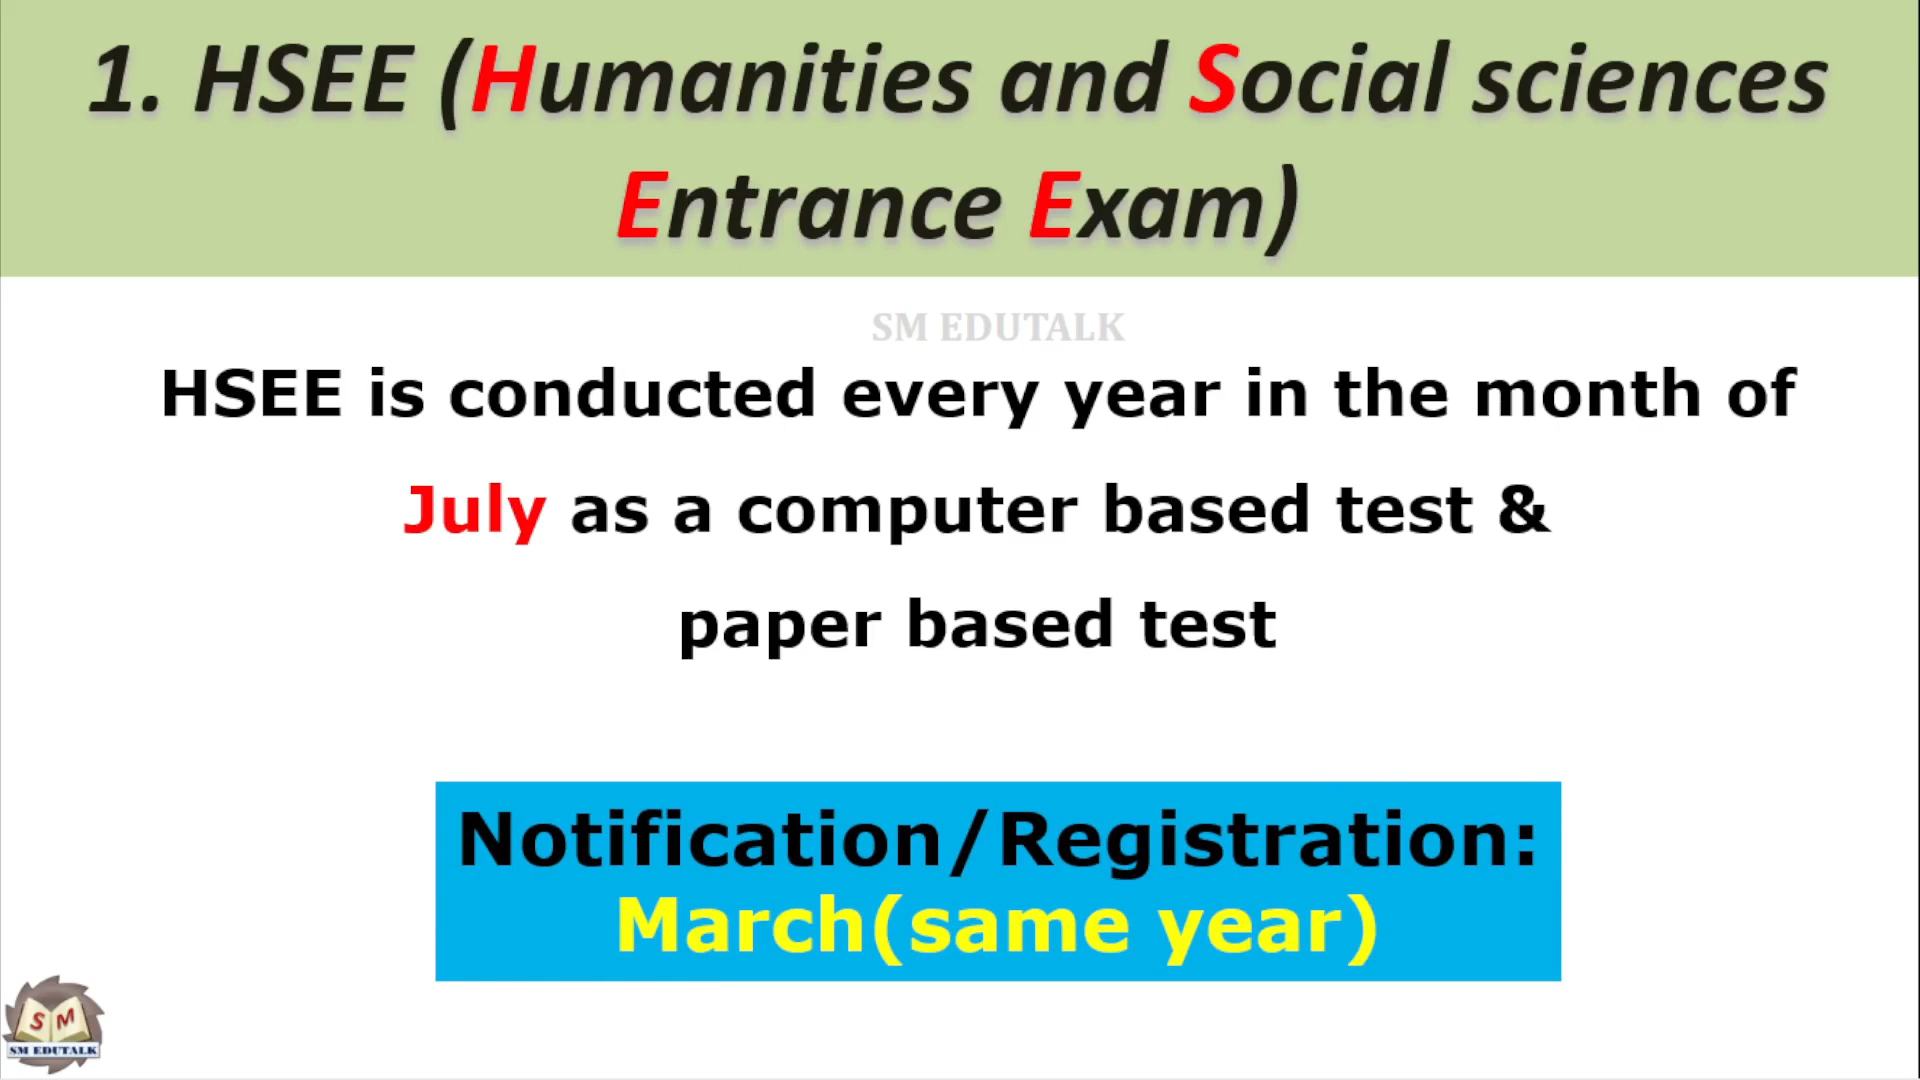 1. HSEE (Humanities and Social sciences
Entrance Exam)
SM EDUTALK
HSEE is conducted every year in the month of
July as a computer based test &
paper based test
Notification/Registration:
March(same year)
S M
SM EDUTALK